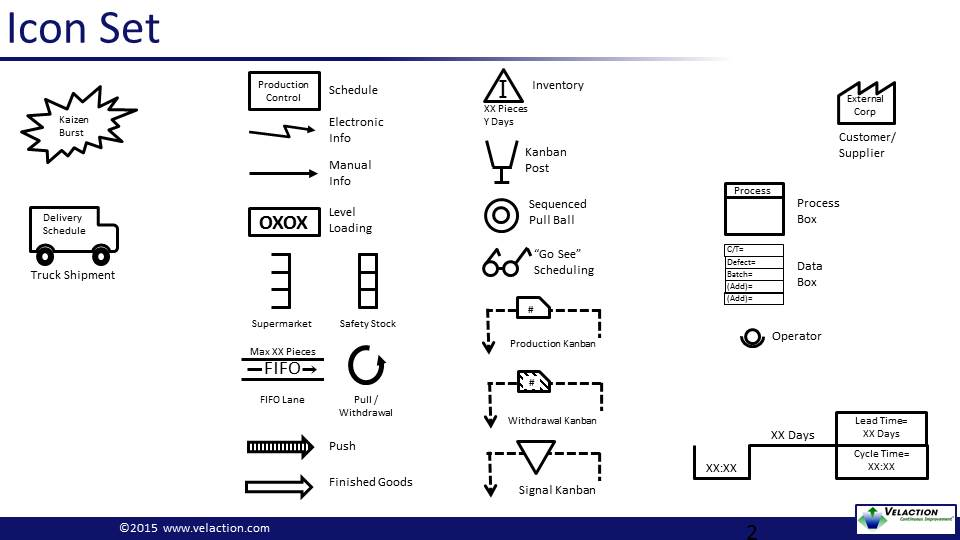 Icon Set
Kaizen
Burst
Delivery
Schedule
Truck Shipment
Production
Control
Schedule
Electronic
Info
Manual
Info
OXOX
Level
Loading
Supermarket
Safety Stock
Max XX Pieces
FIFO
FIFO Lane
Pull /
Withdrawal
Push
Finished Goods
I
Inventory
XX Pieces
Y Days
Kanban
Post
Sequenced
Pull Ball
“Go See”
Scheduling
#
Production Kanban
#
Withdrawal Kanban
Signal Kanban
External
Corp
Customer/
Supplier
Process
Process
Box
C/T=
Defect=
Batch=
(Add)=
(Add)=
Data
Box
Operator
XX:XX
XX Days
Lead Time=
XX Days
Cycle Time=
XX:XX
©2015 www.velaction.com
2
VELACTION
Continuous Improvement